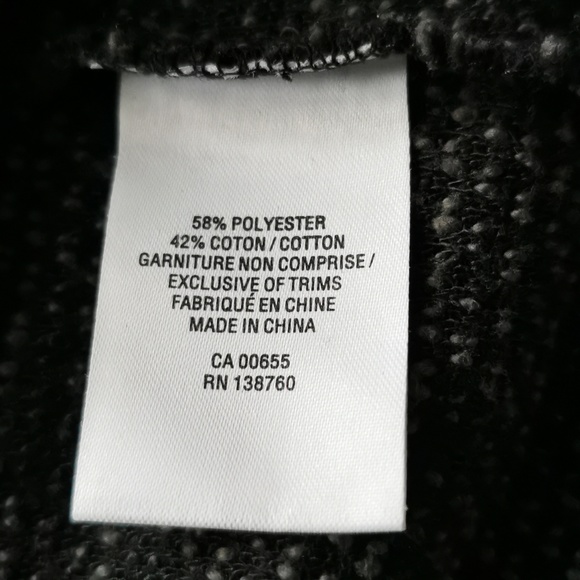 58% POLYESTER
42% COTON / COTTON
GARNITURE NON COMPRISE /
EXCLUSIVE OF TRIMS
FABRIQUÉ EN CHINE
MADE IN CHINA
CA 00655
RN 138760